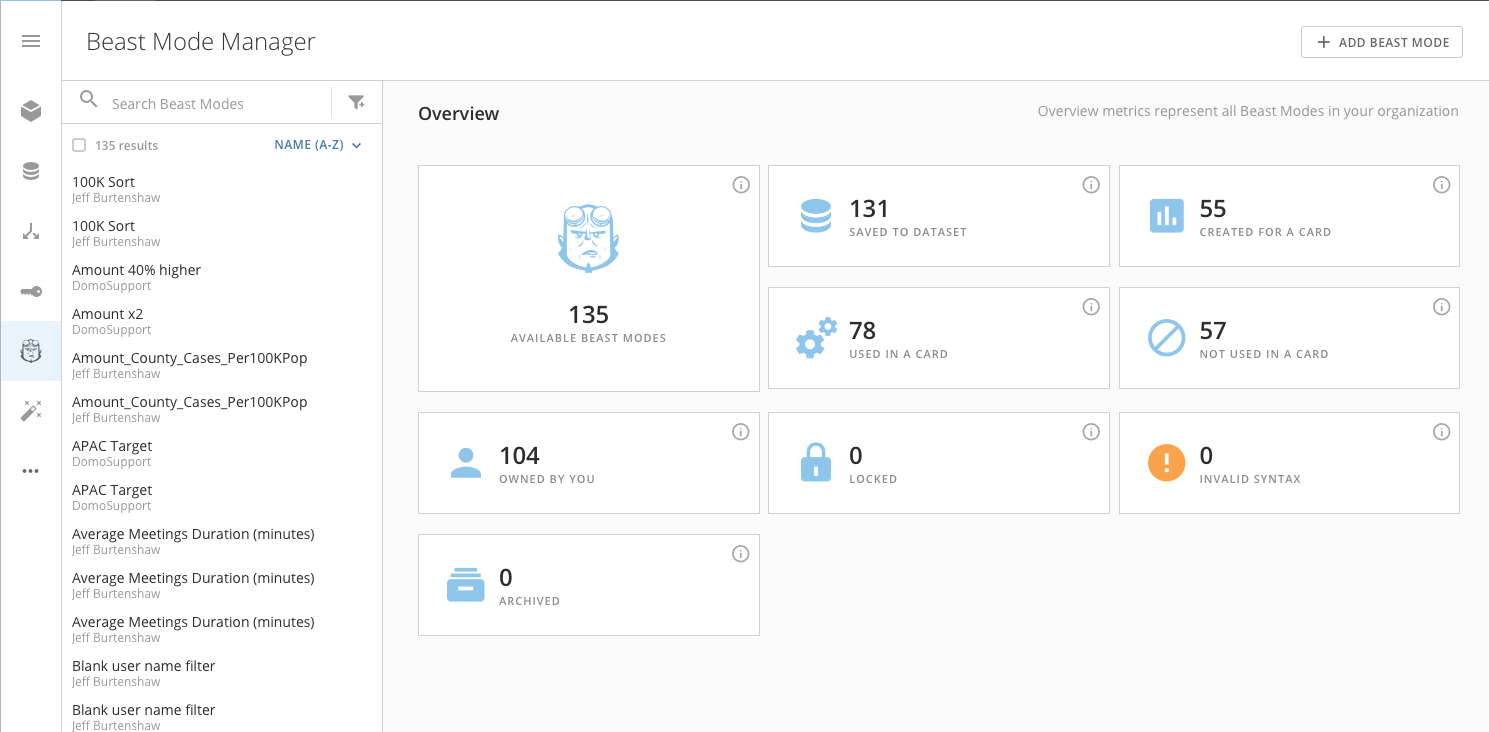 Beast Mode Manager
ADD BEAST MODE
Search Beast Modes
135 results
NAME (A-Z)
100K Sort
Jeff Burtenshaw
100K Sort
Jeff Burtenshaw
Amount 40% higher
DomoSupport
Amount x2
DomoSupport
Amount_County_Cases_Per100KPop
Jeff Burtenshaw
Amount_County_Cases_Per100KPop
Jeff Burtenshaw
APAC Target
DomoSupport
APAC Target
DomoSupport
Average Meetings Duration (minutes)
Jeff Burtenshaw
Average Meetings Duration (minutes)
Jeff Burtenshaw
Average Meetings Duration (minutes)
Jeff Burtenshaw
Blank user name filter
Jeff Burtenshaw
Blank user name filter
Jeff Burtenshaw
Overview
Overview metrics represent all Beast Modes in your organization
135
AVAILABLE BEAST MODES
131
SAVED TO DATASET
55
CREATED FOR A CARD
78
USED IN A CARD
57
NOT USED IN A CARD
104
OWNED BY YOU
0
LOCKED
0
INVALID SYNTAX
0
ARCHIVED